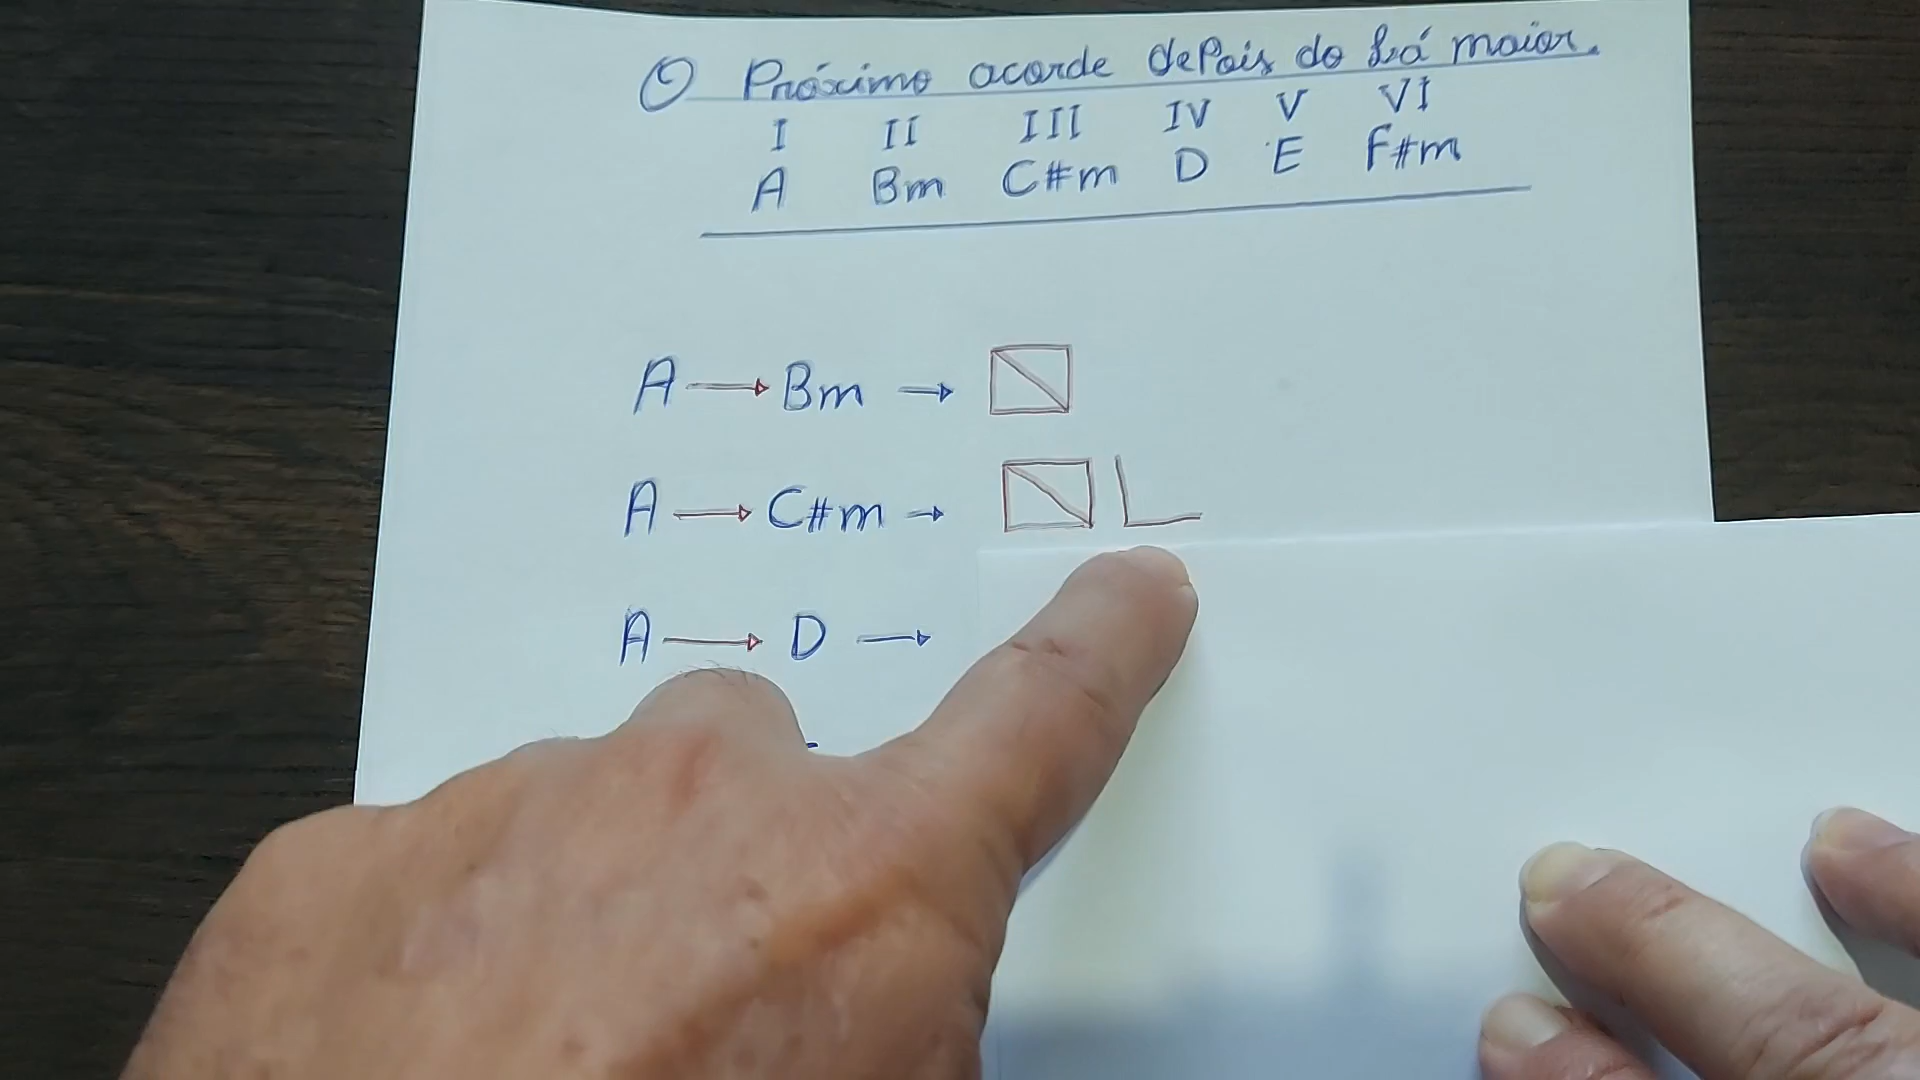 O Próximo acorde depois do Lá maior.
I II III IV V VI
A Bm C#m D E F#m
A → Bm →
A → C#m → L
A → D →